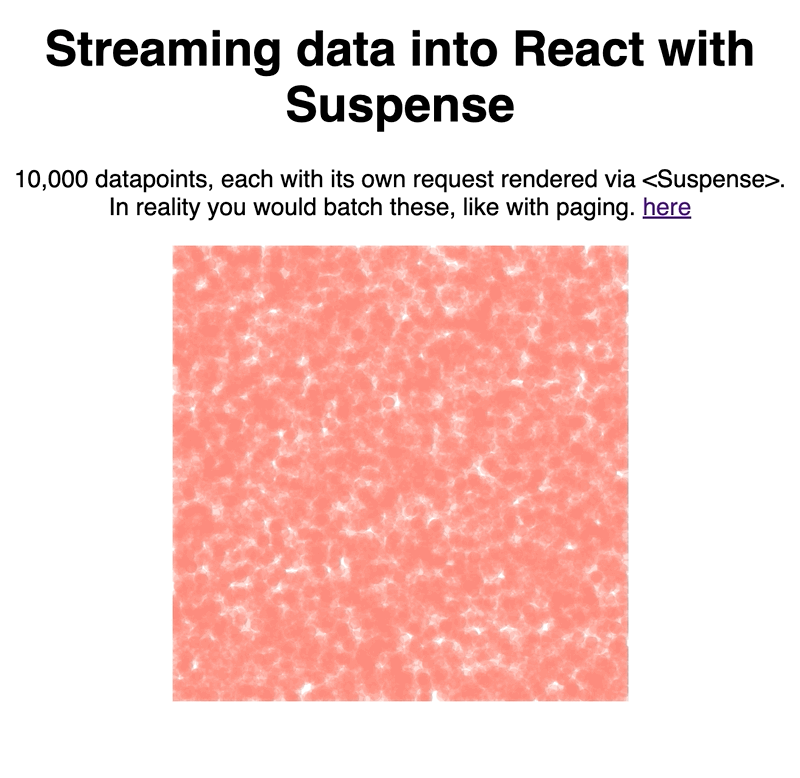 Streaming data into React with
Suspense
10,000 datapoints, each with its own request rendered via <Suspense>.
In reality you would batch these, like with paging. here